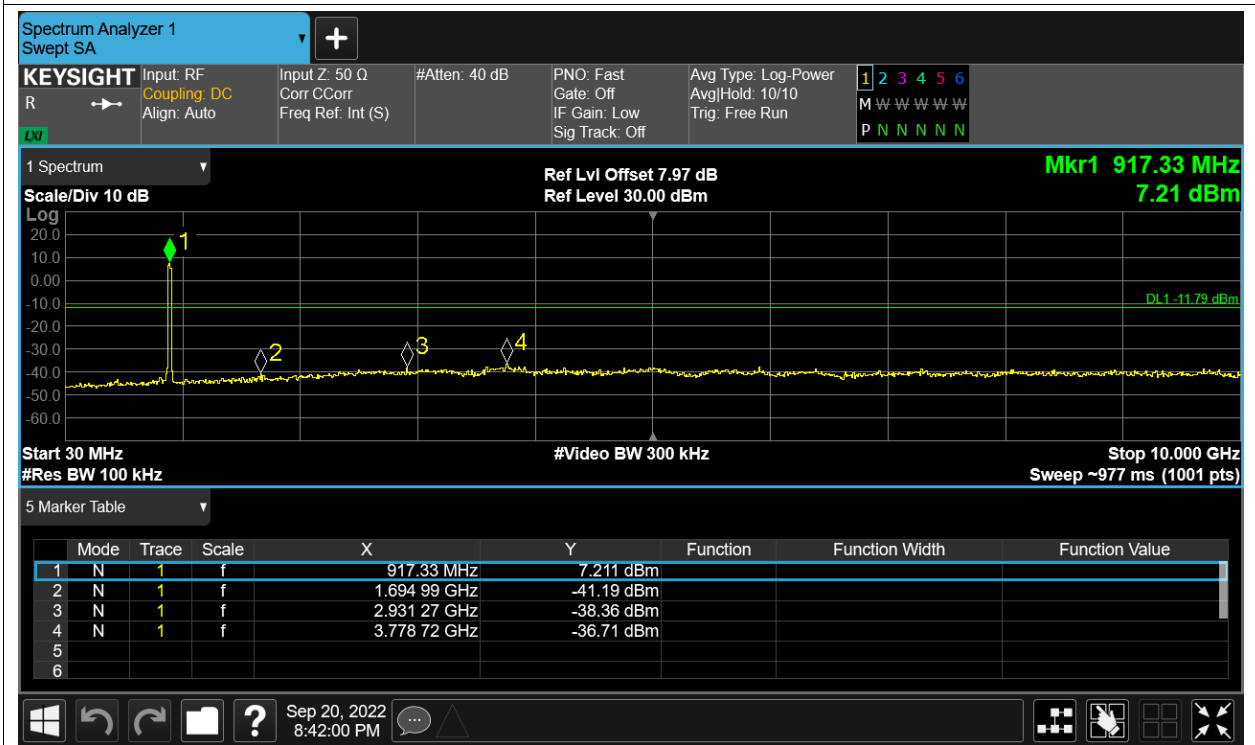 Spectrum Analyzer 1
Swept SA
KEYSIGHT
R
LXI
Input: RF
Coupling: DC
Align: Auto
Input Z: 50 Ω
Corr CCorr
Freq Ref: Int (S)
#Atten: 40 dB
PNO: Fast
Gate: Off
IF Gain: Low
Sig Track: Off
Avg Type: Log-Power
Avg|Hold: 10/10
Trig: Free Run
1 2 3 4 5 6
M W W W W W
P N N N N N
1 Spectrum
Scale/Div 10 dB
Ref Lvl Offset 7.97 dB
Ref Level 30.00 dBm
Mkr1 917.33 MHz
7.21 dBm
Log
20.0
10.0
0.00
-10.0
-20.0
-30.0
-40.0
-50.0
-60.0
1
2
3
4
DL1 -11.79 dBm
Start 30 MHz
#Res BW 100 kHz
#Video BW 300 kHz
Stop 10.000 GHz
Sweep ~977 ms (1001 pts)
5 Marker Table
Mode Trace Scale X Y Function Function Width Function Value
1 N 1 f 917.33 MHz 7.211 dBm
2 N 1 f 1.694 99 GHz -41.19 dBm
3 N 1 f 2.931 27 GHz -38.36 dBm
4 N 1 f 3.778 72 GHz -36.71 dBm
5
6
?
Sep 20, 2022
8:42:00 PM